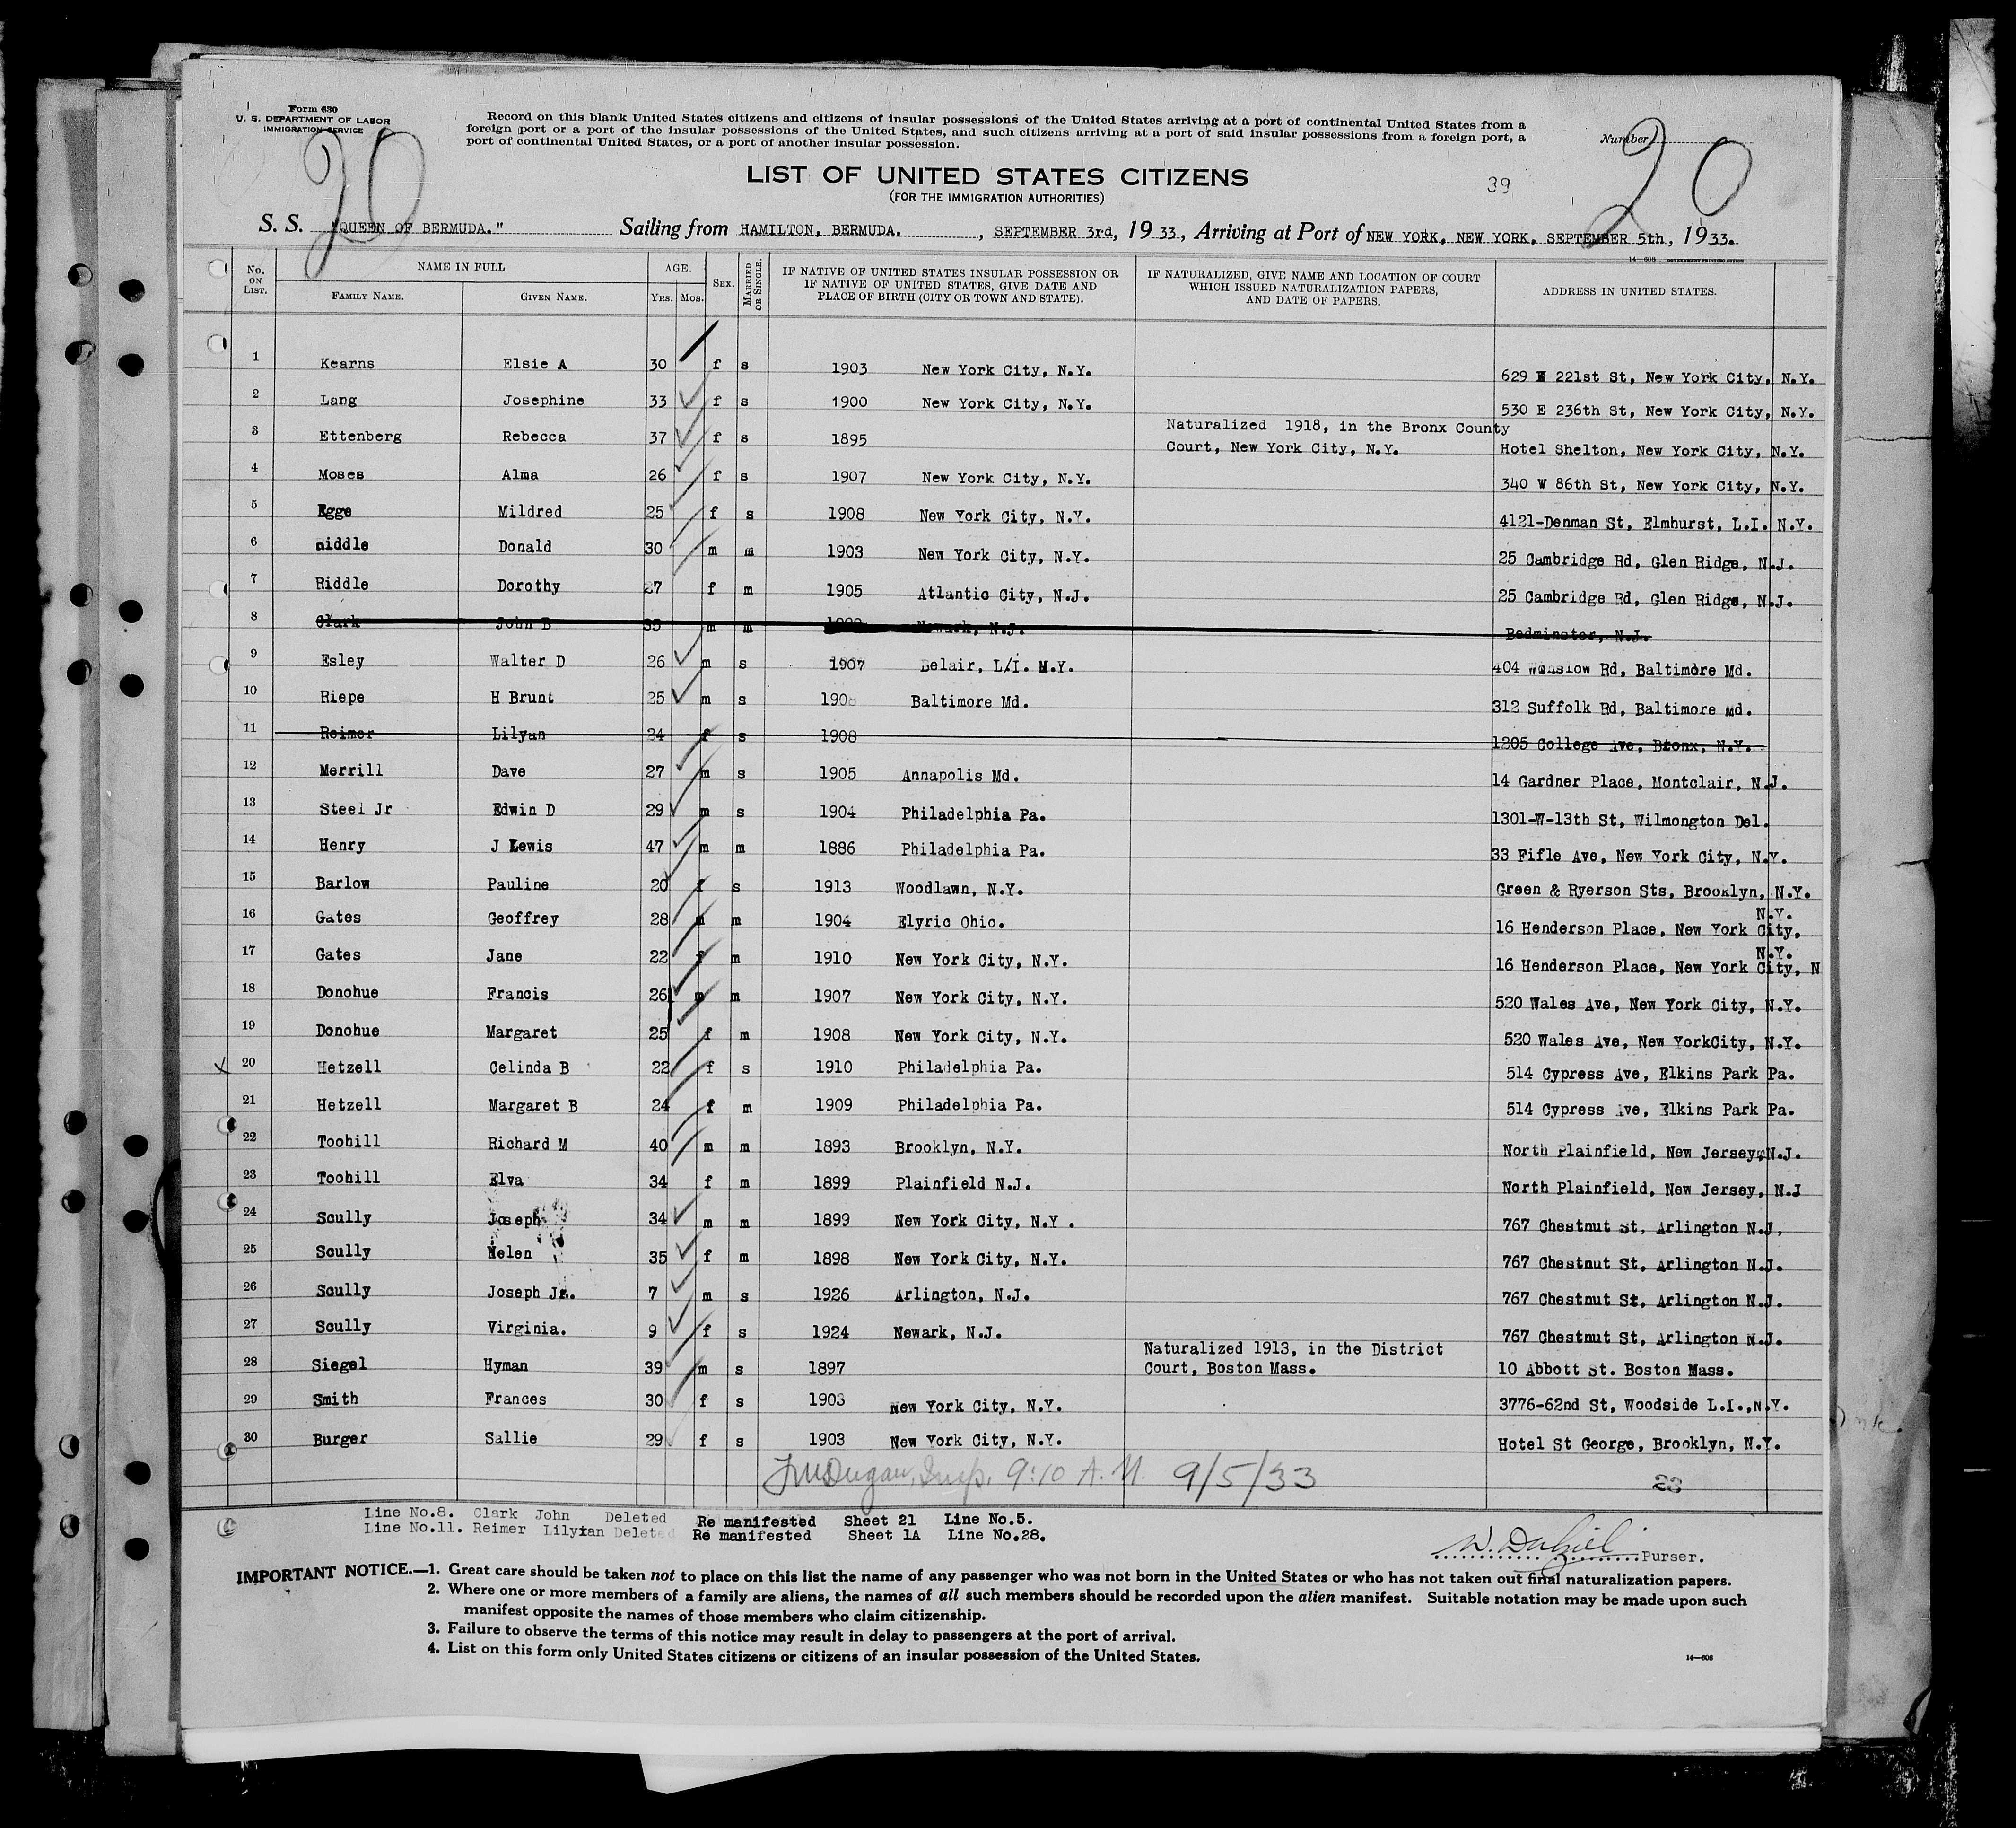 Form 630
U. S. DEPARTMENT OF LABOR
IMMIGRATION SERVICE
20
Record on this blank United States citizens and citizens of insular possessions of the United States arriving at a port of continental United States from a
foreign port or a port of the insular possessions of the United States, and such citizens arriving at a port of said insular possessions from a foreign port, a
port of continental United States, or a port of another insular possession.
Number 20
LIST OF UNITED STATES CITIZENS
(FOR THE IMMIGRATION AUTHORITIES)
39
S. S. "QUEEN OF BERMUDA." Sailing from HAMILTON, BERMUDA. , SEPTEMBER 3rd, 1933, Arriving at Port of NEW YORK, NEW YORK, SEPTEMBER 5th, 1933.
14—608 GOVERNMENT PRINTING OFFICE
No. ON LIST. NAME IN FULL FAMILY NAME. GIVEN NAME. AGE. YRS. MOS. SEX. MARRIED OR SINGLE. IF NATIVE OF UNITED STATES INSULAR POSSESSION OR IF NATIVE OF UNITED STATES, GIVE DATE AND PLACE OF BIRTH (CITY OR TOWN AND STATE). IF NATURALIZED, GIVE NAME AND LOCATION OF COURT WHICH ISSUED NATURALIZATION PAPERS, AND DATE OF PAPERS. ADDRESS IN UNITED STATES.
1 Kearns Elsie A 30 f s 1903 New York City, N.Y. 629 E 221st St, New York City, N.Y.
2 Lang Josephine 33 f s 1900 New York City, N.Y. 530 E 236th St, New York City, N.Y.
3 Ettenberg Rebecca 37 f s 1895 Naturalized 1918, in the Bronx County Court, New York City, N.Y. Hotel Shelton, New York City, N.Y.
4 Moses Alma 26 f s 1907 New York City, N.Y. 340 W 86th St, New York City, N.Y.
5 Egge Mildred 25 f s 1908 New York City, N.Y. 4121-Denman St, Elmhurst, L.I. N.Y.
6 Riddle Donald 30 m m 1903 New York City, N.Y. 25 Cambridge Rd, Glen Ridge, N.J.
7 Riddle Dorothy 27 f m 1905 Atlantic City, N.J. 25 Cambridge Rd, Glen Ridge, N.J.
8 Clark John B 35 m m Newark, N.J. Bedminster, N.J.
9 Esley Walter D 26 m s 1907 Belair, L/I. M.Y. 404 Winslow Rd, Baltimore Md.
10 Riepe H Brunt 25 m s 1908 Baltimore Md. 312 Suffolk Rd, Baltimore Md.
11 Reimer Lilyan 24 f s 1908 1205 College Ave, Bronx, N.Y.
12 Merrill Dave 27 m s 1905 Annapolis Md. 14 Gardner Place, Montclair, N.J.
13 Steel Jr Edwin D 29 m s 1904 Philadelphia Pa. 1301-W-13th St, Wilmongton Del.
14 Henry J Lewis 47 m m 1886 Philadelphia Pa. 33 Fifle Ave, New York City, N.Y.
15 Barlow Pauline 20 f s 1913 Woodlawn, N.Y. Green & Ryerson Sts, Brooklyn, N.Y.
16 Gates Geoffrey 28 m m 1904 Elyric Ohio. 16 Henderson Place, New York City, N.Y.
17 Gates Jane 22 f m 1910 New York City, N.Y. 16 Henderson Place, New York City, N N.Y.
18 Donohue Francis 26 m m 1907 New York City, N.Y. 520 Wales Ave, New York City, N.Y.
19 Donohue Margaret 25 f m 1908 New York City, N.Y. 520 Wales Ave, New YorkCity, N.Y.
20 Hetzell Celinda B 22 f s 1910 Philadelphia Pa. 514 Cypress Ave, Elkins Park Pa.
21 Hetzell Margaret B 24 f m 1909 Philadelphia Pa. 514 Cypress Ave, Elkins Park Pa.
22 Toohill Richard M 40 m m 1893 Brooklyn, N.Y. North Plainfield, New Jersey, N.J.
23 Toohill Elva 34 f m 1899 Plainfield N.J. North Plainfield, New Jersey, N.J
24 Scully Joseph 34 m m 1899 New York City, N.Y . 767 Chestnut St, Arlington N.J.
25 Scully Helen 35 f m 1898 New York City, N.Y. 767 Chestnut St, Arlington N.J.
26 Scully Joseph Jr. 7 m s 1926 Arlington, N.J. 767 Chestnut St, Arlington N.J.
27 Scully Virginia. 9 f s 1924 Newark, N.J. 767 Chestnut St, Arlington N.J.
28 Siegel Hyman 39 m s 1897 Naturalized 1913, in the District Court, Boston Mass. 10 Abbott St. Boston Mass.
29 Smith Frances 30 f s 1903 New York City, N.Y. 3776-62nd St, Woodside L.I.,N.Y.
30 Burger Sallie 29 f s 1903 New York City, N.Y. Hotel St George, Brooklyn, N.Y.
Dugan, Insp. 9:10 A.M. 9/5/33
28
Line No.8. Clark John Deleted Re manifested Sheet 21 Line No.5.
Line No.11. Reimer Lilyian Deleted Re manifested Sheet 1A Line No.28.
W. Dalziel Purser.
IMPORTANT NOTICE.—1. Great care should be taken not to place on this list the name of any passenger who was not born in the United States or who has not taken out final naturalization papers.
2. Where one or more members of a family are aliens, the names of all such members should be recorded upon the alien manifest. Suitable notation may be made upon such
manifest opposite the names of those members who claim citizenship.
3. Failure to observe the terms of this notice may result in delay to passengers at the port of arrival.
4. List on this form only United States citizens or citizens of an insular possession of the United States.
14—608